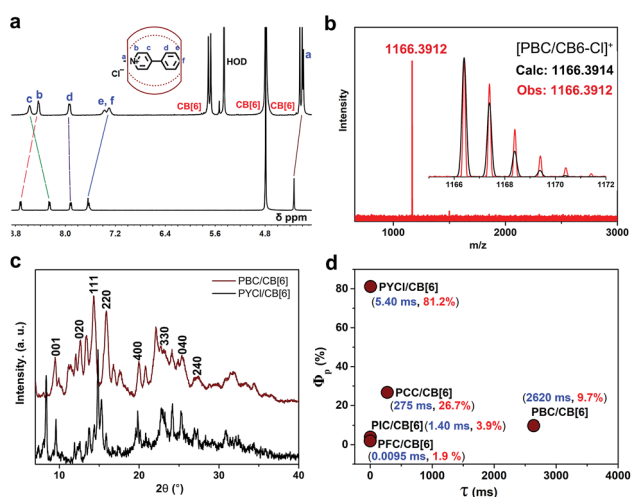 a
b c d e
a N⁺ f
Cl⁻
HOD
a
c b d e, f
CB[6] CB[6] CB[6]
δ ppm
8.8 8.0 7.2 6.4 5.6 4.8
b
1166.3912
[PBC/CB6-Cl]⁺
Calc: 1166.3914
Obs: 1166.3912
Intensity
1166 1168 1170 1172
1000 2000 3000
m/z
c
PBC/CB[6]
PYCl/CB[6]
001 020 111 220 400 330 040 240
Intensity. (a. u.)
10 20 30 40
2θ (°)
d
80
60
40
20
0
Φp (%)
PYCl/CB[6]
(5.40 ms, 81.2%)
PCC/CB[6]
(275 ms, 26.7%)
(2620 ms, 9.7%)
PBC/CB[6]
PIC/CB[6] (1.40 ms, 3.9%)
PFC/CB[6]
(0.0095 ms, 1.9 %)
0 1000 2000 3000 4000
τ (ms)